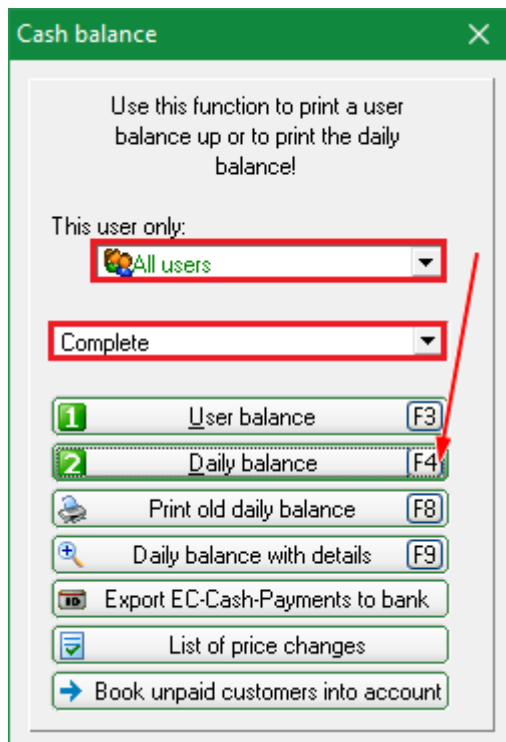 Cash balance
Use this function to print a user
balance up or to print the daily
balance!
This user only:
All users
Complete
1 User balance F3
2 Daily balance F4
Print old daily balance F8
Daily balance with details F9
ID Export EC-Cash-Payments to bank
List of price changes
Book unpaid customers into account